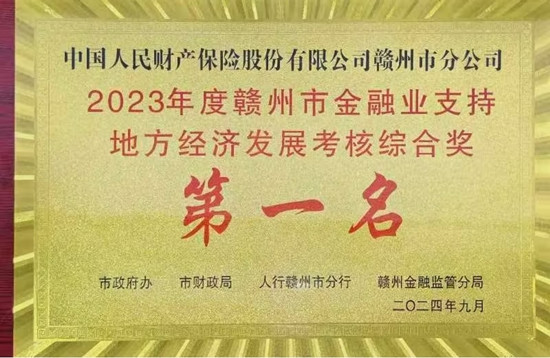 中国人民财产保险股份有限公司赣州市分公司
2023年度赣州市金融业支持
地方经济发展考核综合奖
第一名
市政府办 市财政局 人行赣州市分行 赣州金融监管分局
二〇二四年九月